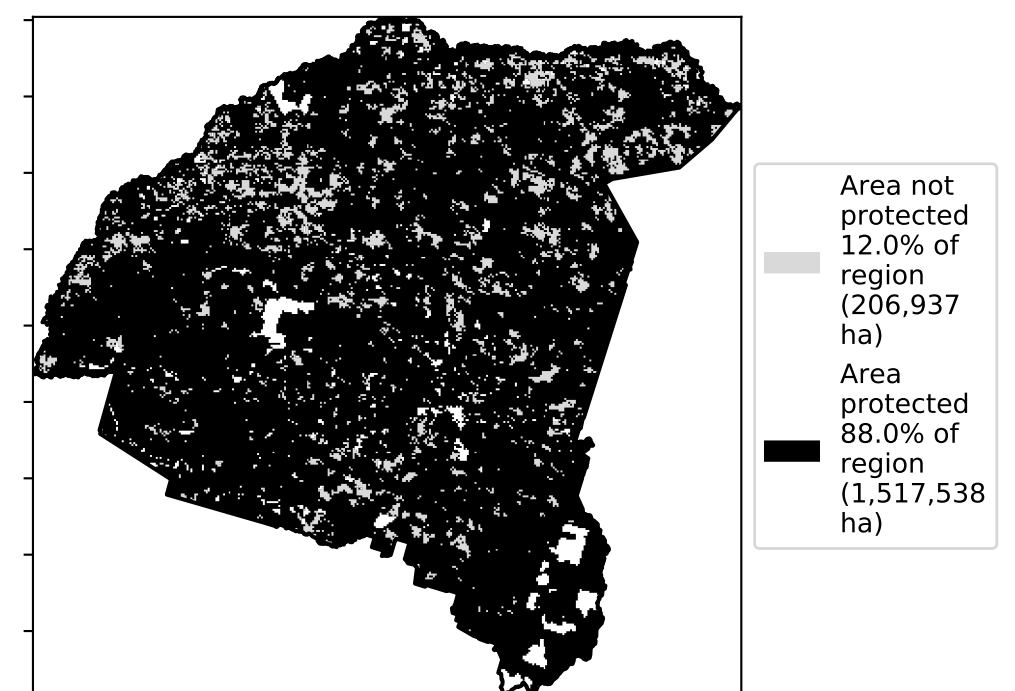 Area not
protected
12.0% of
region
(206,937
ha)
Area
protected
88.0% of
region
(1,517,538
ha)